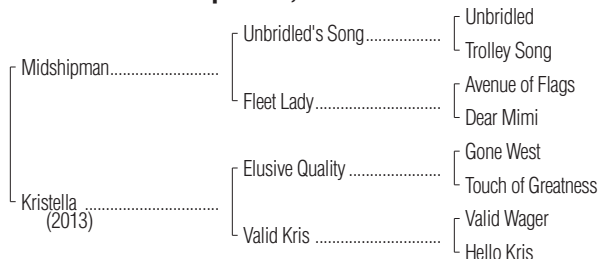 Unbridled
Unbridled's Song..................
Trolley Song
Midshipman..........................
Avenue of Flags
Fleet Lady..............................
Dear Mimi
Gone West
Elusive Quality ......................
Touch of Greatness
Kristella ................................
(2013)
Valid Wager
Valid Kris ..............................
Hello Kris